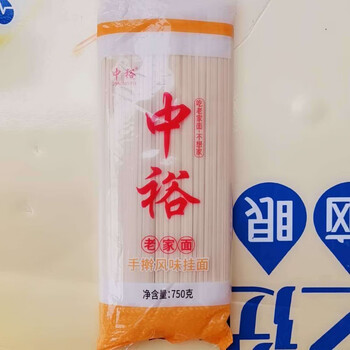 中裕
吃老家面·不想家
中裕
老家面
手擀风味挂面
净含量:750克
眼